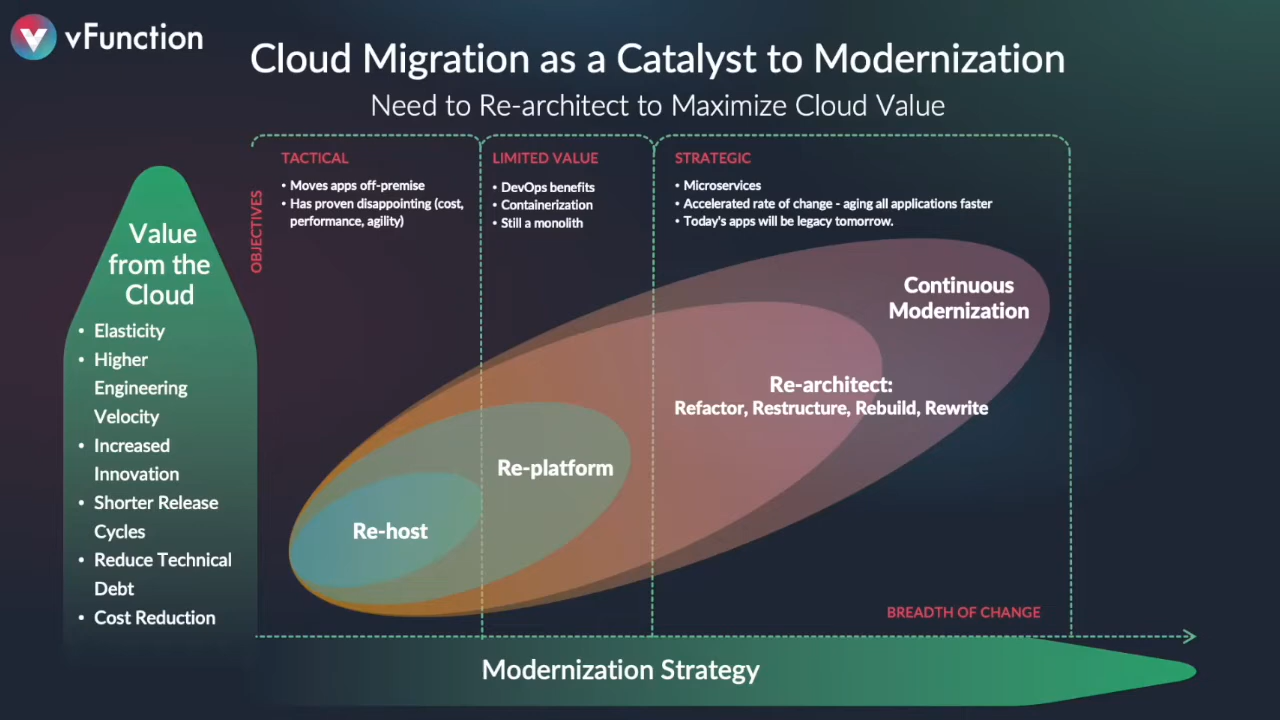 vFunction
Cloud Migration as a Catalyst to Modernization
Need to Re-architect to Maximize Cloud Value
Value
from the
Cloud
• Elasticity
• Higher
Engineering
Velocity
• Increased
Innovation
• Shorter Release
Cycles
• Reduce Technical
Debt
• Cost Reduction
OBJECTIVES
TACTICAL
• Moves apps off-premise
• Has proven disappointing (cost,
performance, agility)
LIMITED VALUE
• DevOps benefits
• Containerization
• Still a monolith
STRATEGIC
• Microservices
• Accelerated rate of change - aging all applications faster
• Today's apps will be legacy tomorrow.
Continuous
Modernization
Re-architect:
Refactor, Restructure, Rebuild, Rewrite
Re-platform
Re-host
BREADTH OF CHANGE
Modernization Strategy